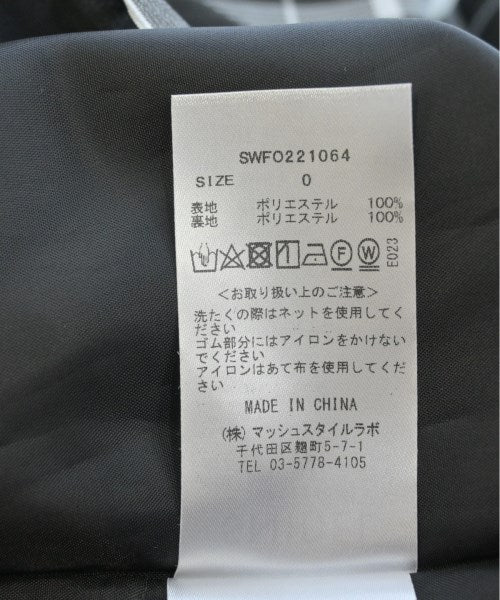 SWFO221064
SIZE 0
表地 ポリエステル 100%
裏地 ポリエステル 100%
E023
＜お取り扱い上のご注意＞
洗たくの際はネットを使用してく
ださい
ゴム部分にはアイロンをかけない
でください
アイロンはあて布を使用してくだ
さい
MADE IN CHINA
(株) マッシュスタイルラボ
千代田区麹町5-7-1
TEL 03-5778-4105